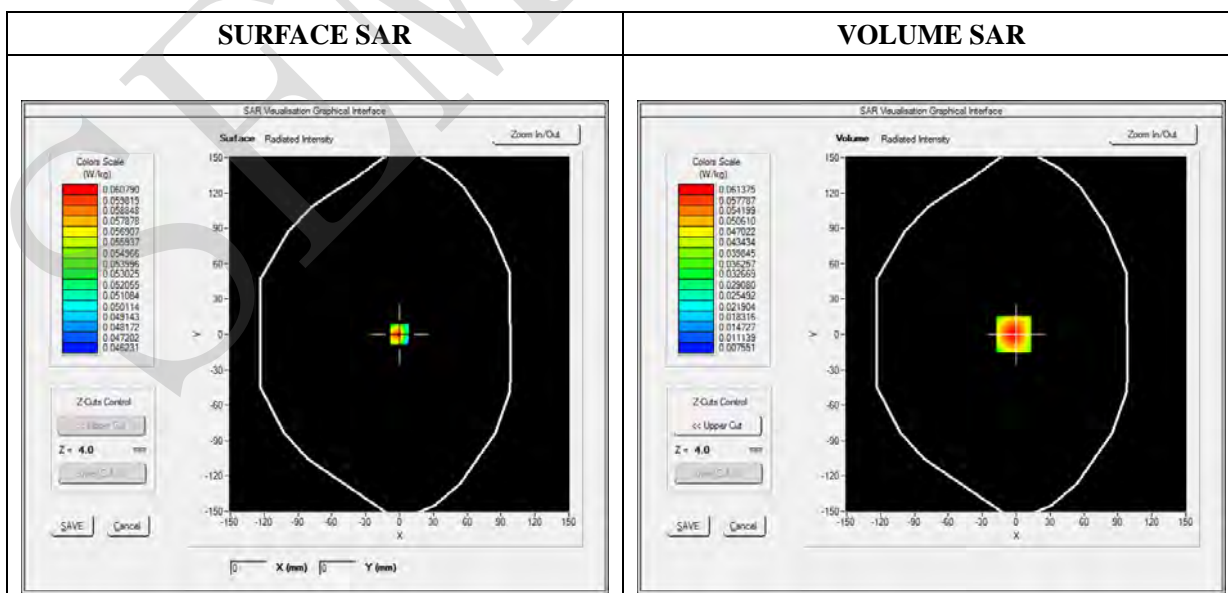 SURFACE SAR
VOLUME SAR
SAR Visualisation Graphical Interface
Surface Radiated Intensity
Zoom In/Out
Colors Scale
(W/kg)
0.060790
0.059819
0.058848
0.057878
0.056907
0.055937
0.054966
0.053996
0.053025
0.052055
0.051084
0.050114
0.049143
0.048172
0.047202
0.046231
150
120
90
60
30
0
-30
-60
-90
-120
-150
Y
-150 -120 -90 -60 -30 0 30 60 90 120 150
X
Z-Cuts Control
<< Upper Cut
Z = 4.0 mm
SAVE Cancel
0 X (mm) 0 Y (mm)
SAR Visualisation Graphical Interface
Volume Radiated Intensity
Zoom In/Out
Colors Scale
(W/kg)
0.061375
0.057787
0.054199
0.050610
0.047022
0.043434
0.039845
0.036257
0.032669
0.029080
0.025492
0.021904
0.018316
0.014727
0.011139
0.007551
150
120
90
60
30
0
-30
-60
-90
-120
-150
Y
-150 -120 -90 -60 -30 0 30 60 90 120 150
X
Z-Cuts Control
<< Upper Cut
Z = 4.0 mm
SAVE Cancel